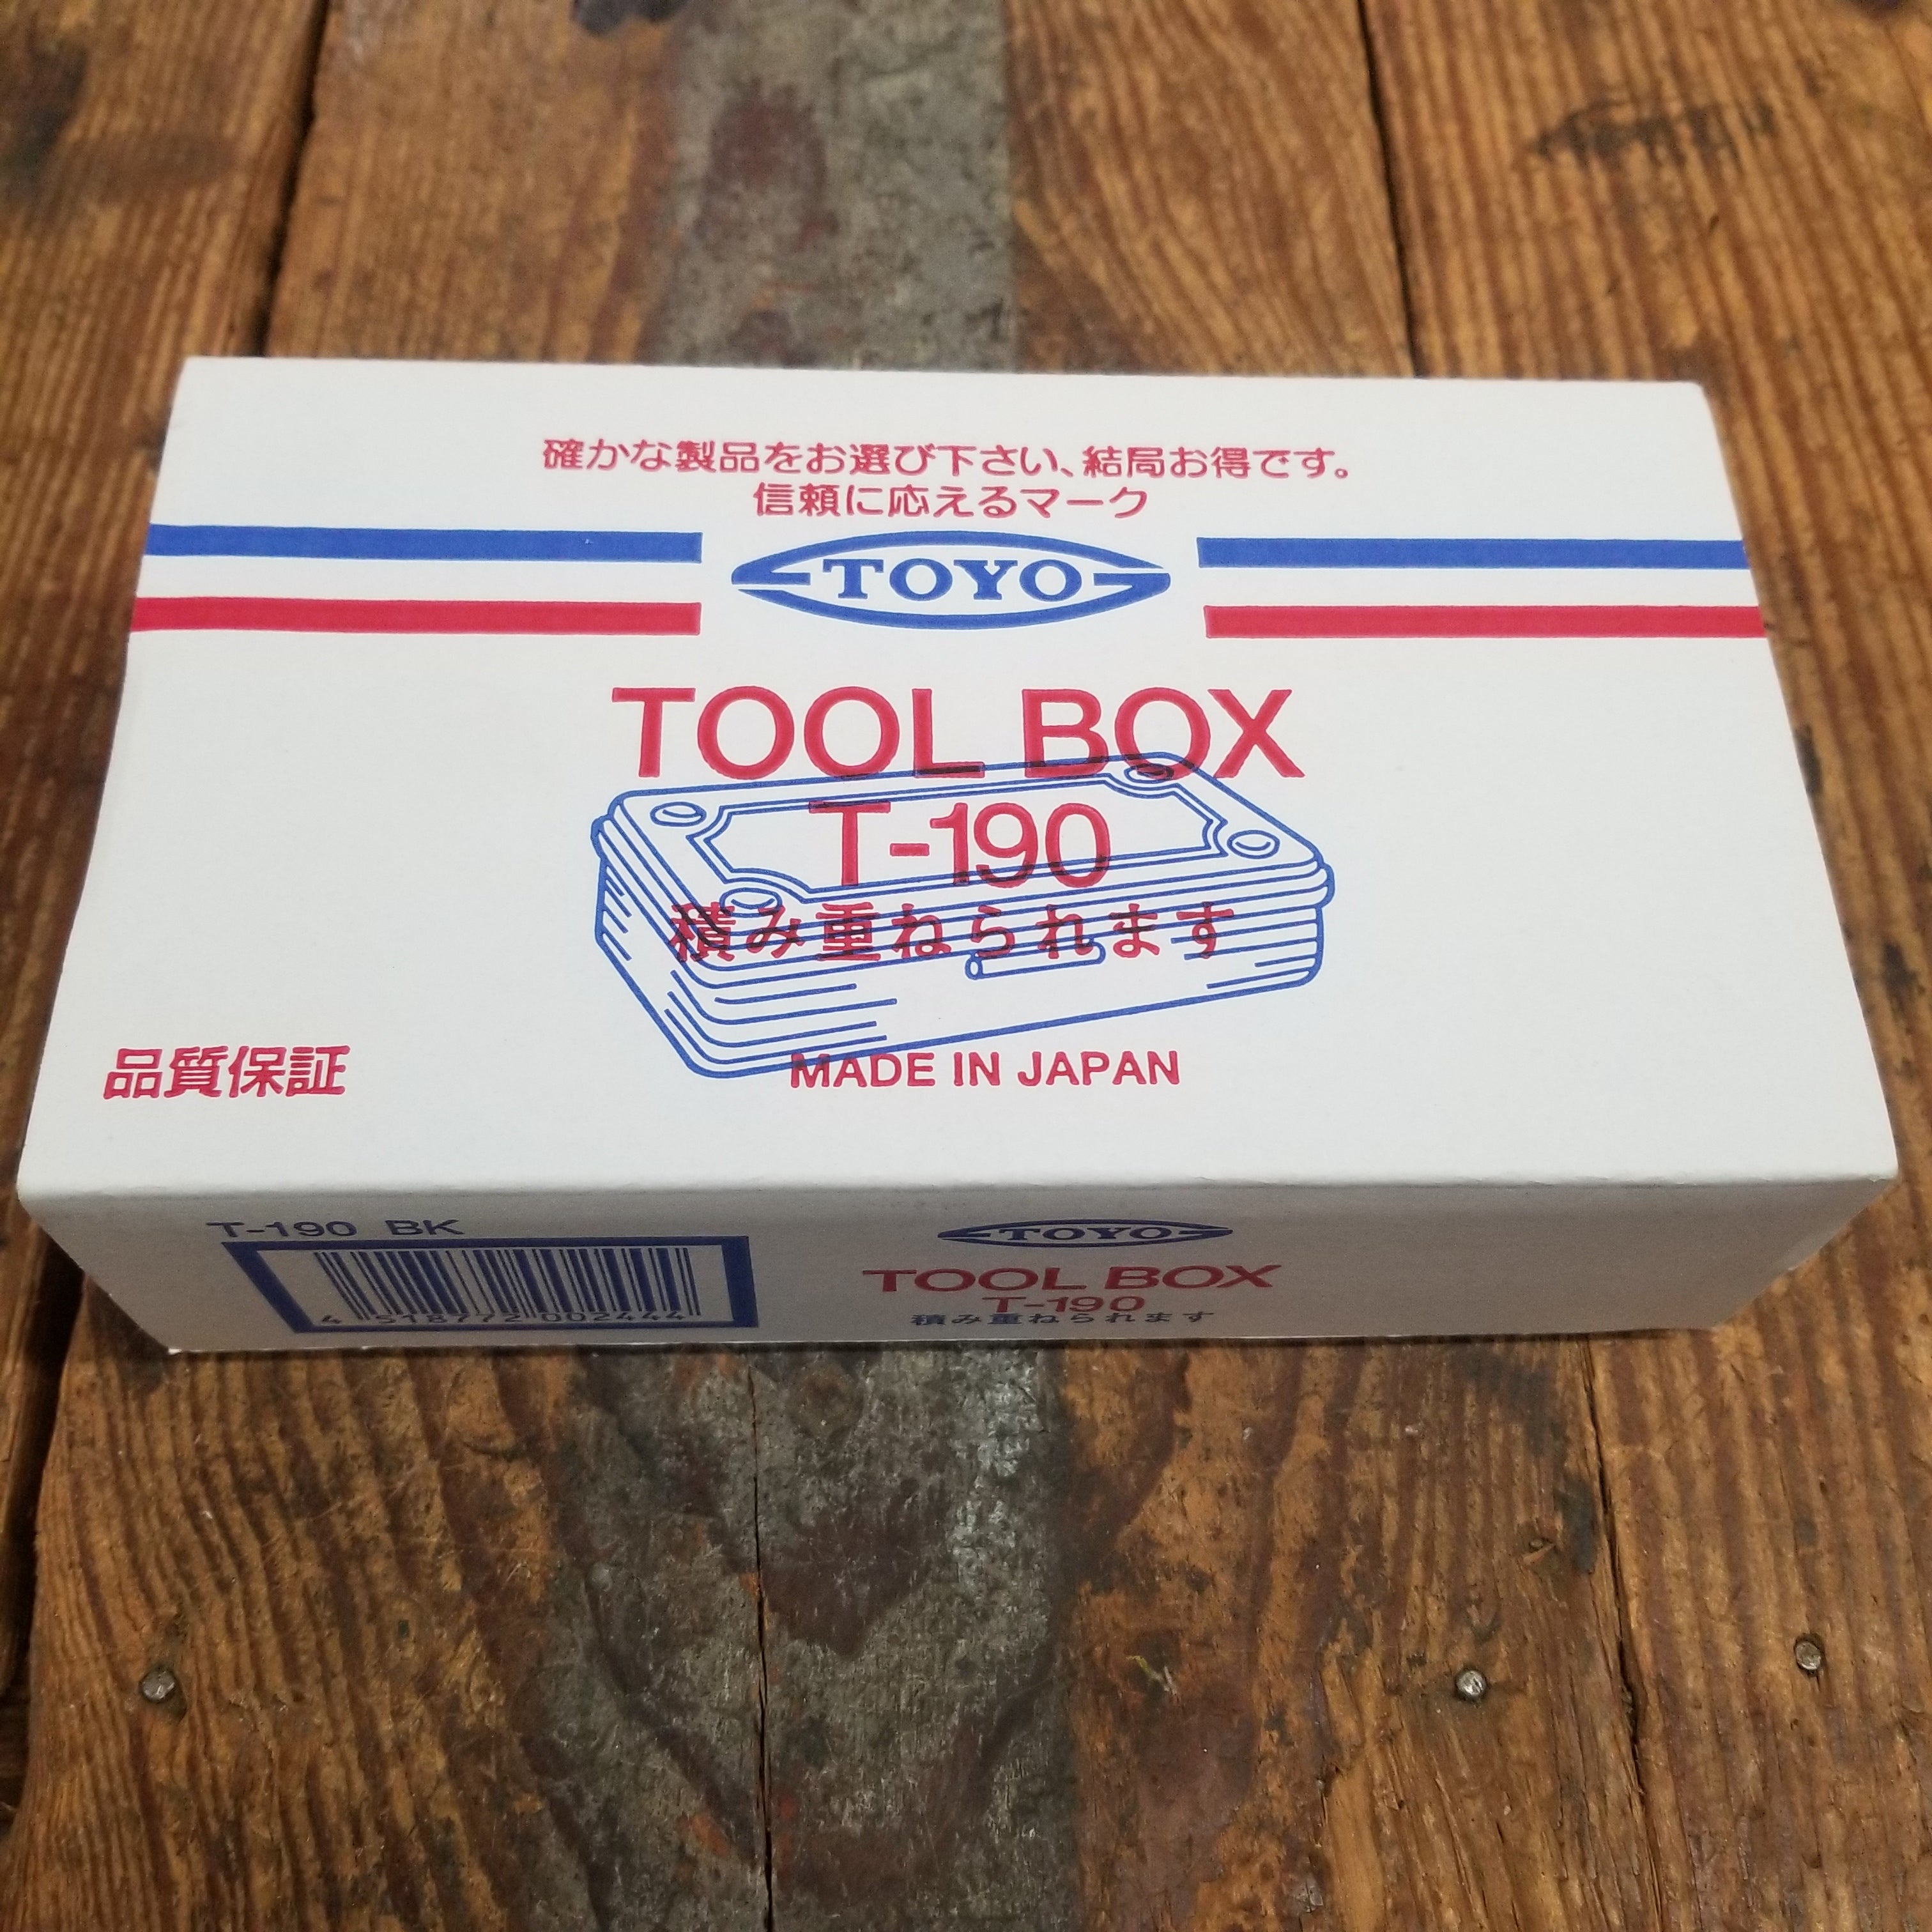 確かな製品をお選び下さい、結局お得です。
信頼に応えるマーク
TOYO
TOOL BOX
T-190
積み重ねられます
MADE IN JAPAN
品質保証
T-190 BK
4 518772 002444
TOYO
TOOL BOX
T-190
積み重ねられます